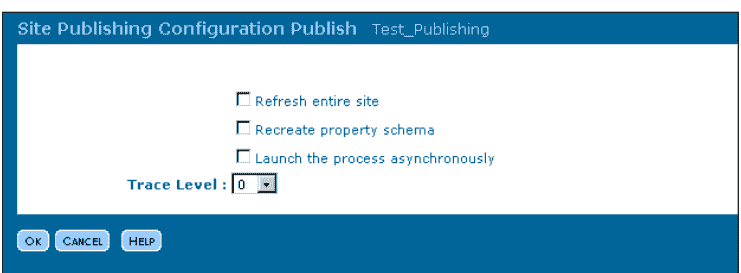 Site Publishing Configuration Publish Test_Publishing
Refresh entire site
Recreate property schema
Launch the process asynchronously
Trace Level : 0
OK CANCEL HELP